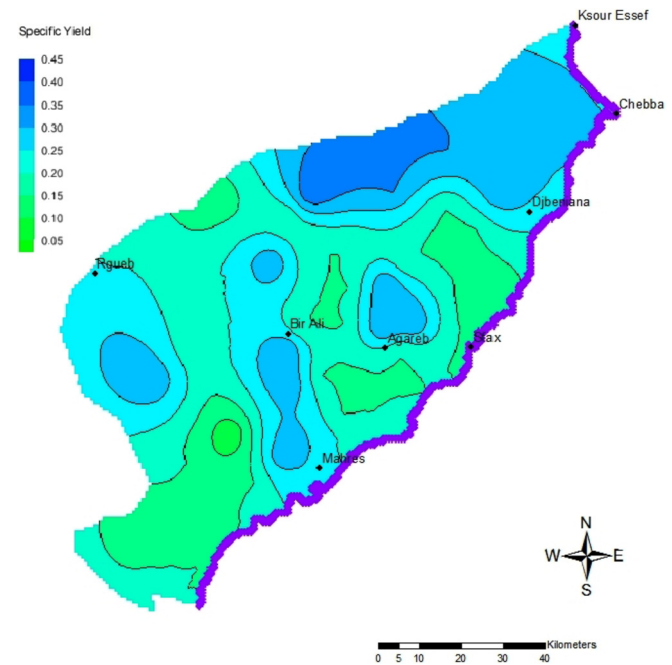 Ksour Essef
Specific Yield
0.45
0.40
0.35
0.30
0.25
0.20
0.15
0.10
0.05
Chebba
Djbeniana
Rgueb
Bir Ali
Agareb
Sfax
Mahres
N
W E
S
Kilometers
0 5 10 20 30 40